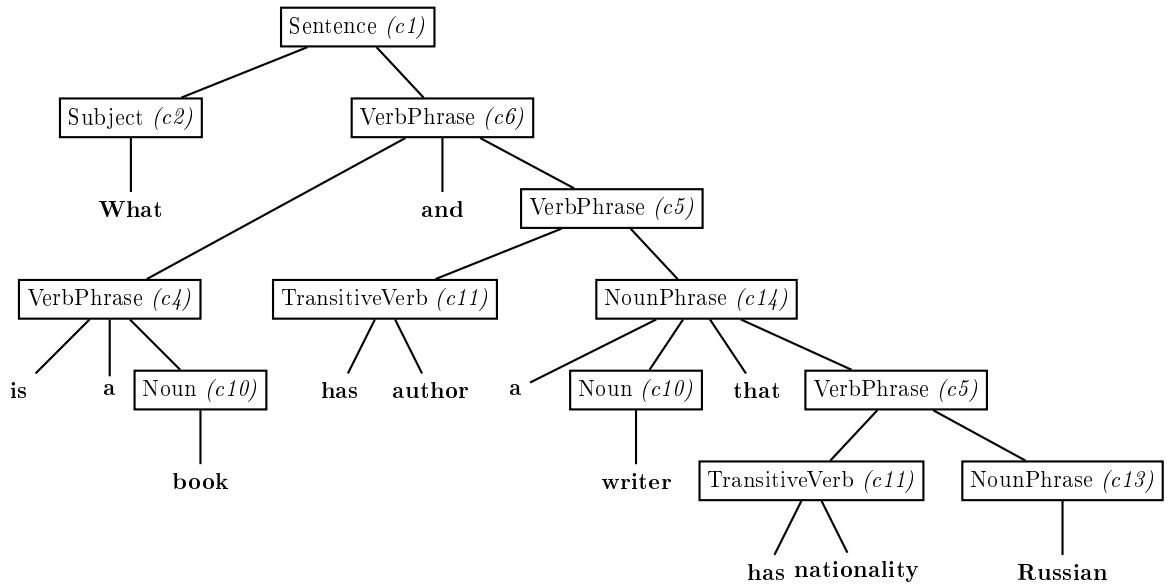 Sentence (c1)
Subject (c2)
VerbPhrase (c6)
What
and
VerbPhrase (c5)
VerbPhrase (c4)
TransitiveVerb (c11)
NounPhrase (c14)
is
a
Noun (c10)
has
author
a
Noun (c10)
that
VerbPhrase (c5)
book
writer
TransitiveVerb (c11)
NounPhrase (c13)
has
nationality
Russian